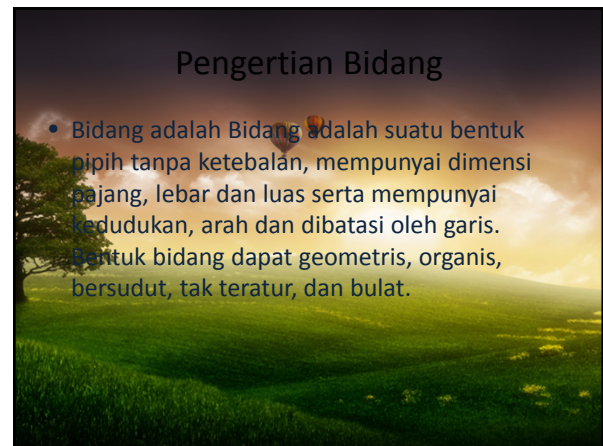 Pengertian Bidang
• Bidang adalah Bidang adalah suatu bentuk
pipih tanpa ketebalan, mempunyai dimensi
pajang, lebar dan luas serta mempunyai
kedudukan, arah dan dibatasi oleh garis.
Bentuk bidang dapat geometris, organis,
bersudut, tak teratur, dan bulat.